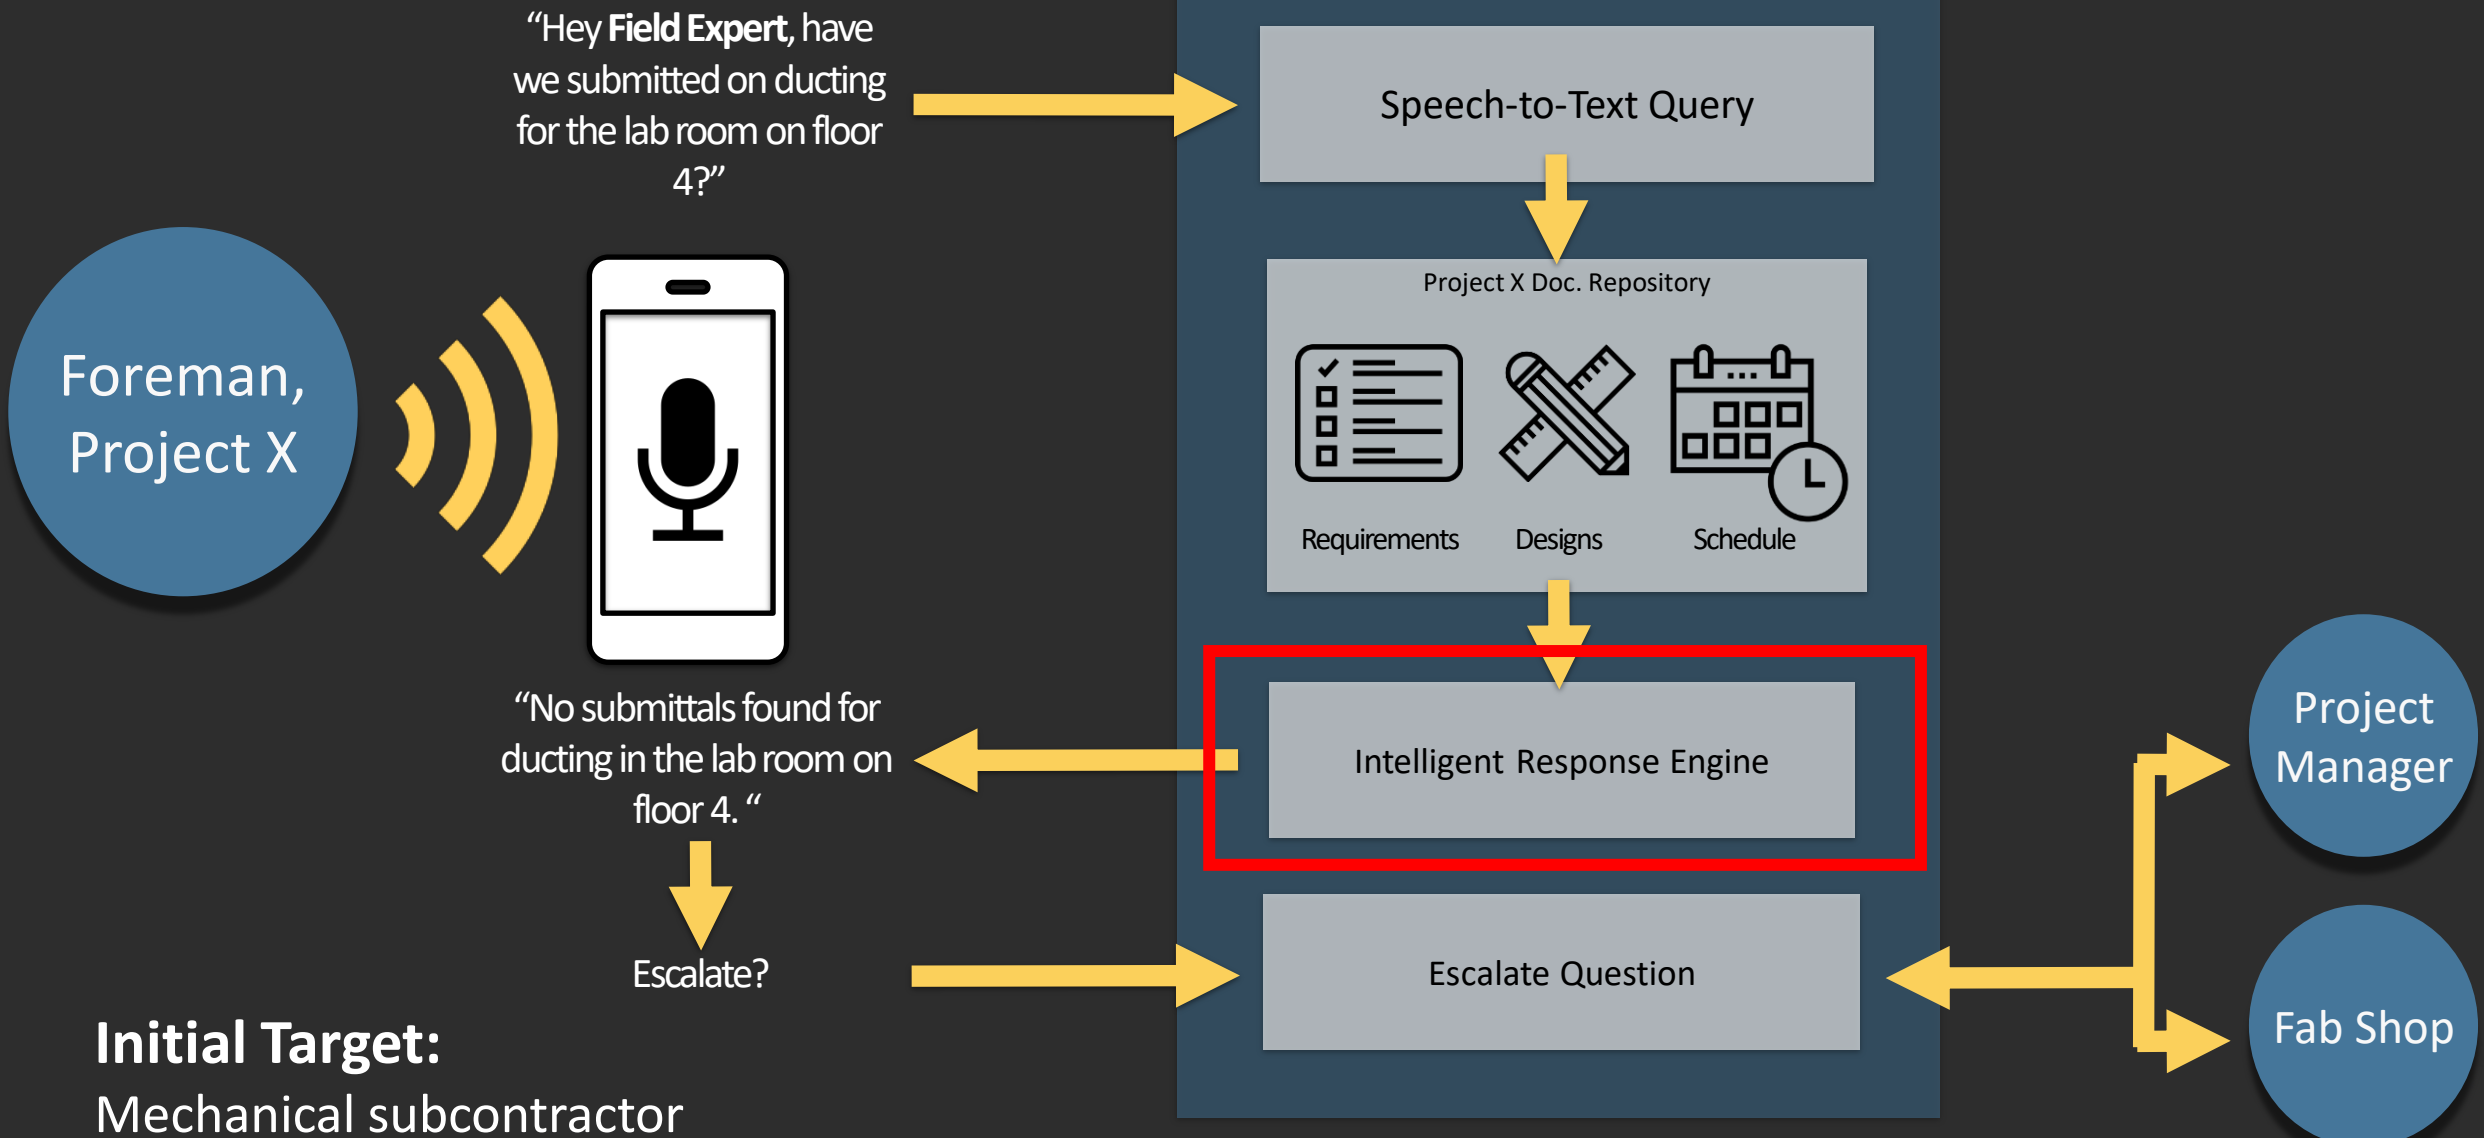 “Hey Field Expert, have
we submitted on ducting
for the lab room on floor
4?”
Speech-to-Text Query
Project X Doc. Repository
Requirements
Designs
Schedule
Foreman,
Project X
“No submittals found for
ducting in the lab room on
floor 4. “
Intelligent Response Engine
Project
Manager
Escalate?
Escalate Question
Fab Shop
Initial Target:
Mechanical subcontractor